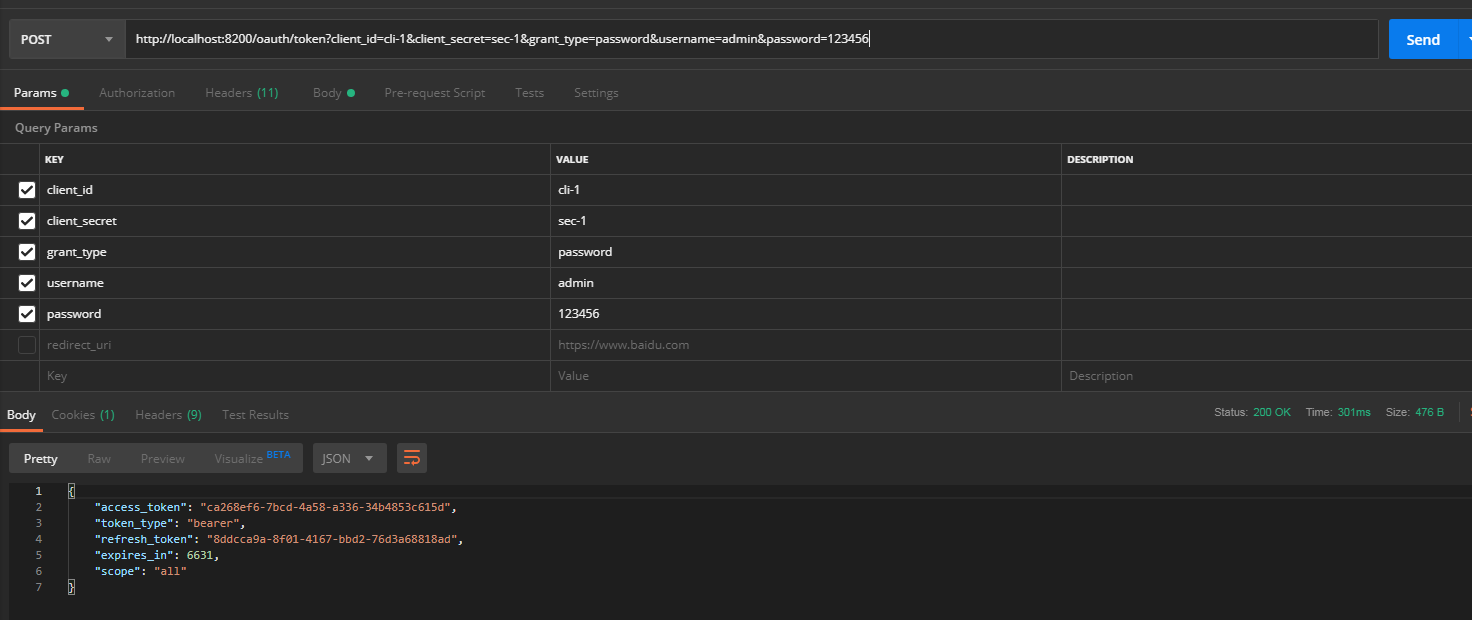 POST http://localhost:8200/oauth/token?client_id=cli-1&client_secret=sec-1&grant_type=password&username=admin&password=123456 Send
Params Authorization Headers (11) Body Pre-request Script Tests Settings
Query Params
KEY VALUE DESCRIPTION
client_id cli-1
client_secret sec-1
grant_type password
username admin
password 123456
redirect_uri https://www.baidu.com
Key Value Description
Body Cookies (1) Headers (9) Test Results Status: 200 OK Time: 301ms Size: 476 B
Pretty Raw Preview Visualize BETA JSON
1 {
2 "access_token": "ca268ef6-7bcd-4a58-a336-34b4853c615d",
3 "token_type": "bearer",
4 "refresh_token": "8ddcca9a-8f01-4167-bbd2-76d3a68818ad",
5 "expires_in": 6631,
6 "scope": "all"
7 }